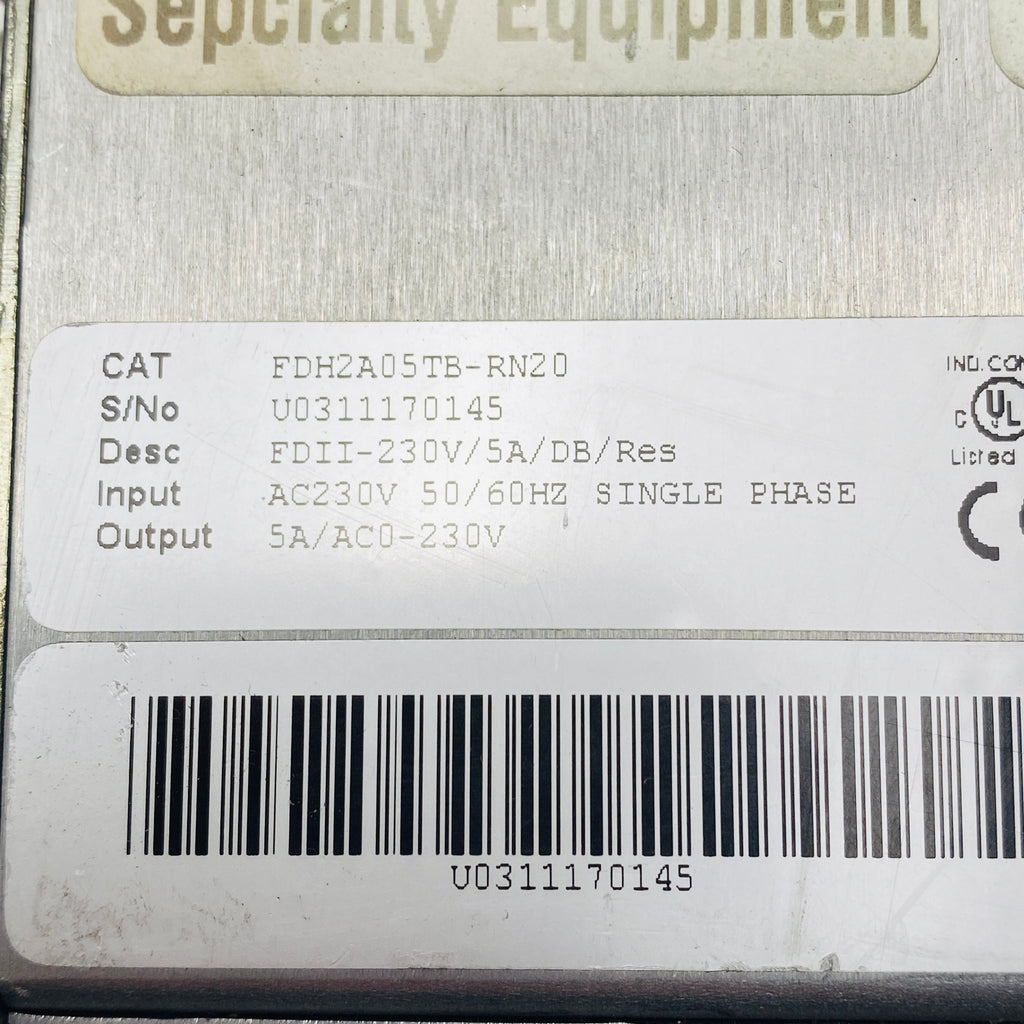 Sepcialty Equipment
CAT FDH2A05TB-RN20
S/No U0311170145
Desc FDII-230V/5A/DB/Res
Input AC230V 50/60HZ SINGLE PHASE
Output 5A/AC0-230V
IND.CON
C UL
Listed
CE
U0311170145